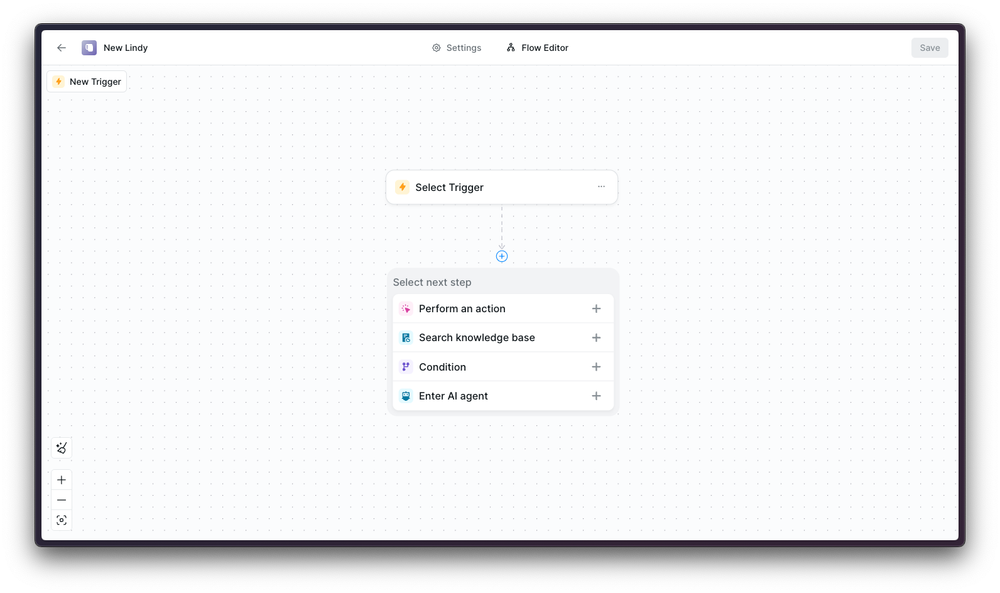 New Lindy
Settings
Flow Editor
Save
New Trigger
Select Trigger
Select next step
Perform an action
Search knowledge base
Condition
Enter AI agent